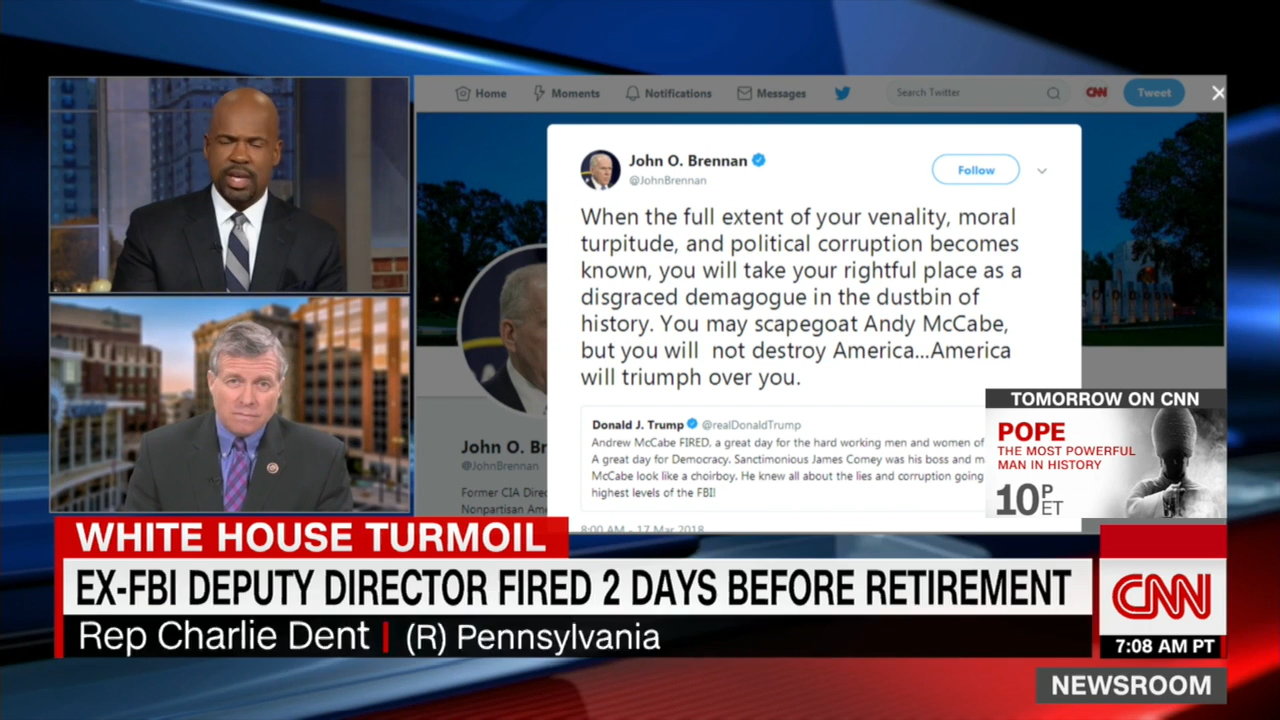 Home
Moments
Notifications
Messages
Search Twitter
CNN
Tweet
John O. Brennan
@JohnBrennan
Follow
When the full extent of your venality, moral
turpitude, and political corruption becomes
known, you will take your rightful place as a
disgraced demagogue in the dustbin of
history. You may scapegoat Andy McCabe,
but you will not destroy America...America
will triumph over you.
Donald J. Trump @realDonaldTrump
Andrew McCabe FIRED, a great day for the hard working men and women of
A great day for Democracy. Sanctimonious James Comey was his boss and m
McCabe look like a choirboy. He knew all about the lies and corruption going
highest levels of the FBI!
8:00 AM - 17 Mar 2018
John O. Br
@JohnBrennan
Former CIA Direc
Nonpartisan Am
TOMORROW ON CNN
POPE
THE MOST POWERFUL
MAN IN HISTORY
10P
ET
WHITE HOUSE TURMOIL
EX-FBI DEPUTY DIRECTOR FIRED 2 DAYS BEFORE RETIREMENT
Rep Charlie Dent | (R) Pennsylvania
CNN
7:08 AM PT
NEWSROOM